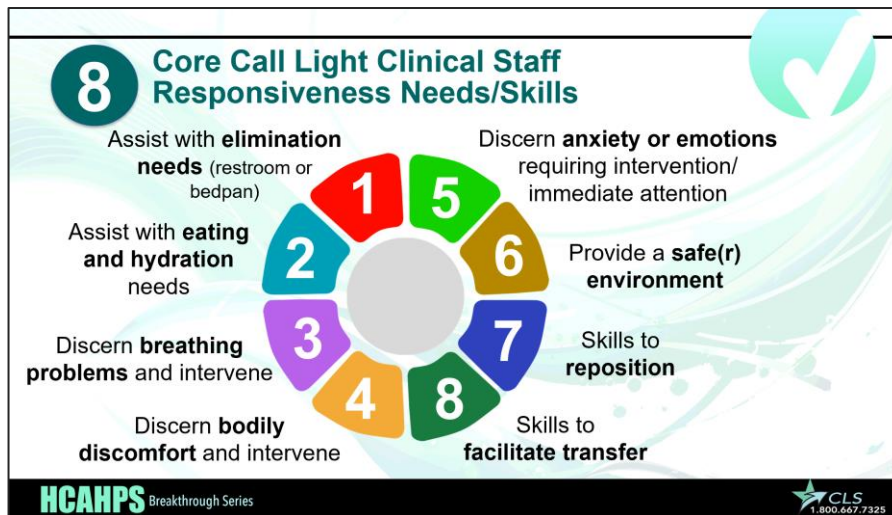 8
Core Call Light Clinical Staff
Responsiveness Needs/Skills
Assist with elimination
needs (restroom or
bedpan)
1
Assist with eating
and hydration
needs
2
Discern breathing
problems and intervene
3
Discern bodily
discomfort and intervene
4
Discern anxiety or emotions
requiring intervention/
immediate attention
5
Provide a safe(r)
environment
6
Skills to
reposition
7
Skills to
facilitate transfer
8
HCAHPS Breakthrough Series
CLS
1.800.667.7325